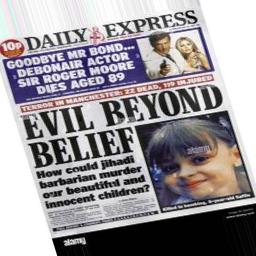 10p
DAILY EXPRESS
GOODBYE MR BOND...
DEBONAIR ACTOR
SIR ROGER MOORE
DIES AGED 89
TERROR IN MANCHESTER: 22 DEAD, 119 INJURED
EVIL BEYOND
BELIEF
How could jihadi
barbarian murder
our beautiful and
innocent children?
alamy
Killed in bombing, 8-year-old Saffie
alamy